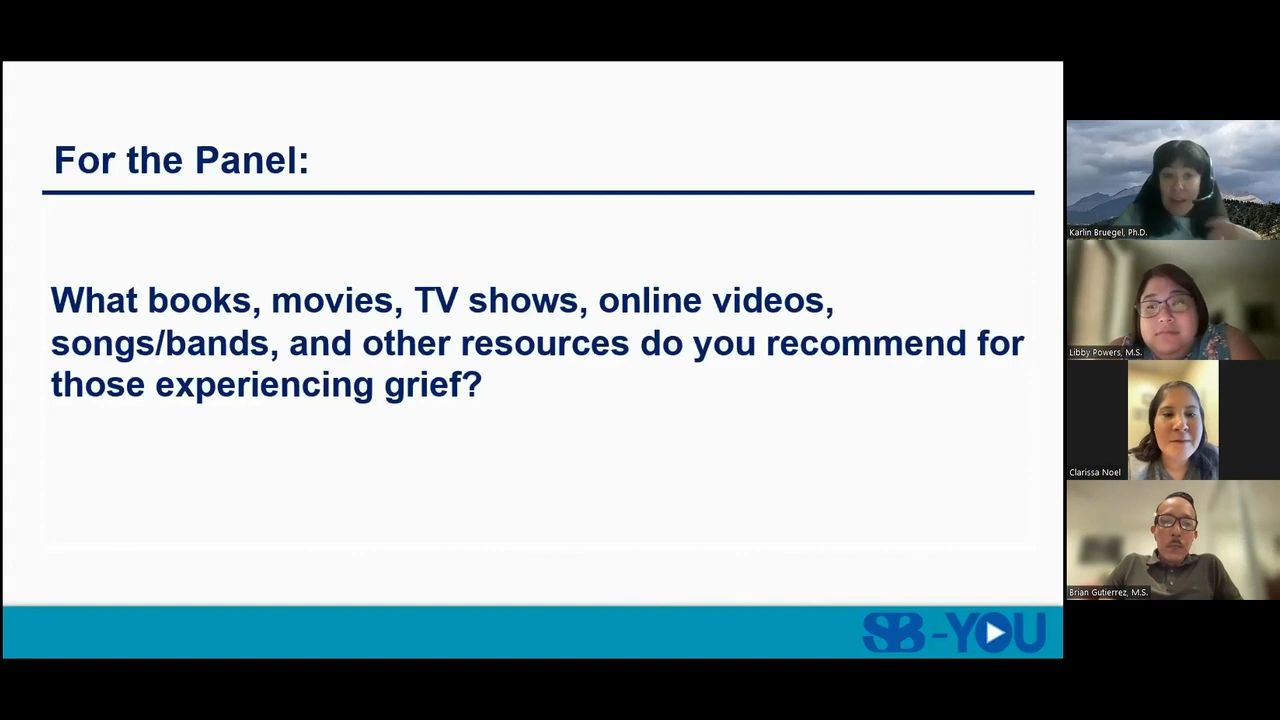 For the Panel:
What books, movies, TV shows, online videos,
songs/bands, and other resources do you recommend for
those experiencing grief?
SB-YOU
Karlin Bruegel, Ph.D.
Libby Powers, M.S.
Clarissa Noel
Brian Gutierrez, M.S.